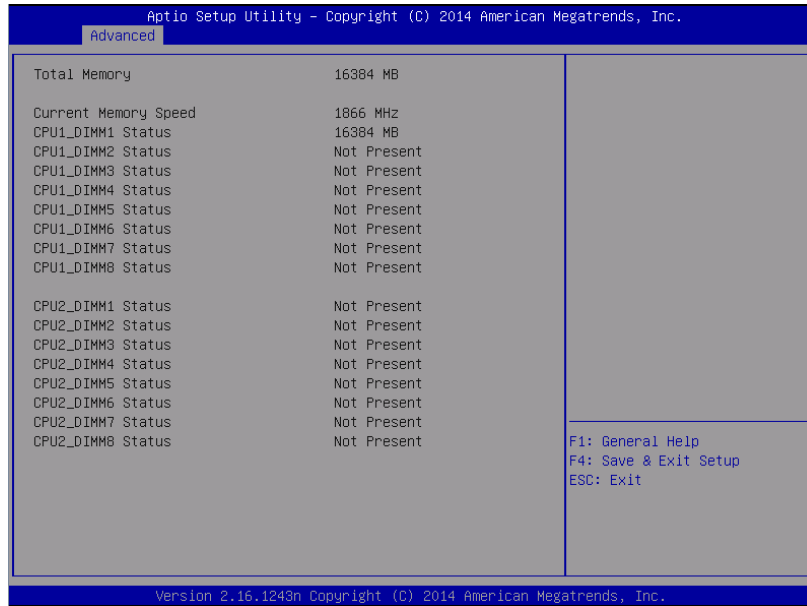 Aptio Setup Utility – Copyright (C) 2014 American Megatrends, Inc.
Advanced
Total Memory 16384 MB
Current Memory Speed 1866 MHz
CPU1_DIMM1 Status 16384 MB
CPU1_DIMM2 Status Not Present
CPU1_DIMM3 Status Not Present
CPU1_DIMM4 Status Not Present
CPU1_DIMM5 Status Not Present
CPU1_DIMM6 Status Not Present
CPU1_DIMM7 Status Not Present
CPU1_DIMM8 Status Not Present
CPU2_DIMM1 Status Not Present
CPU2_DIMM2 Status Not Present
CPU2_DIMM3 Status Not Present
CPU2_DIMM4 Status Not Present
CPU2_DIMM5 Status Not Present
CPU2_DIMM6 Status Not Present
CPU2_DIMM7 Status Not Present
CPU2_DIMM8 Status Not Present
F1: General Help
F4: Save & Exit Setup
ESC: Exit
Version 2.16.1243n Copyright (C) 2014 American Megatrends, Inc.